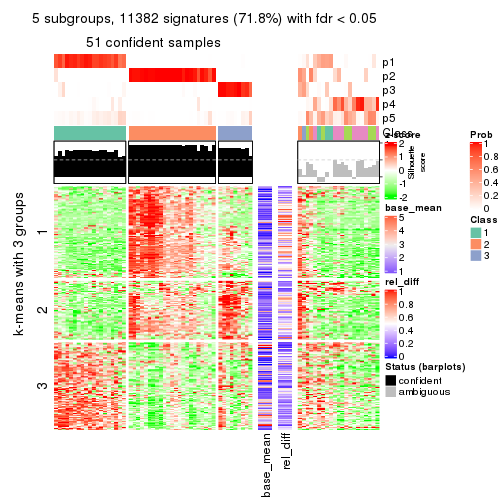 5 subgroups, 11382 signatures (71.8%) with fdr < 0.05
51 confident samples
p1
p2
p3
p4
p5
Class
Silhouette
score
k-means with 3 groups
1
2
3
base_mean
rel_diff
z-score
2
1
0
-1
-2
base_mean
5
4
3
2
1
rel_diff
1
0.8
0.6
0.4
0.2
0
Status (barplots)
confident
ambiguous
Prob
1
0.8
0.6
0.4
0.2
0
Class
1
2
3